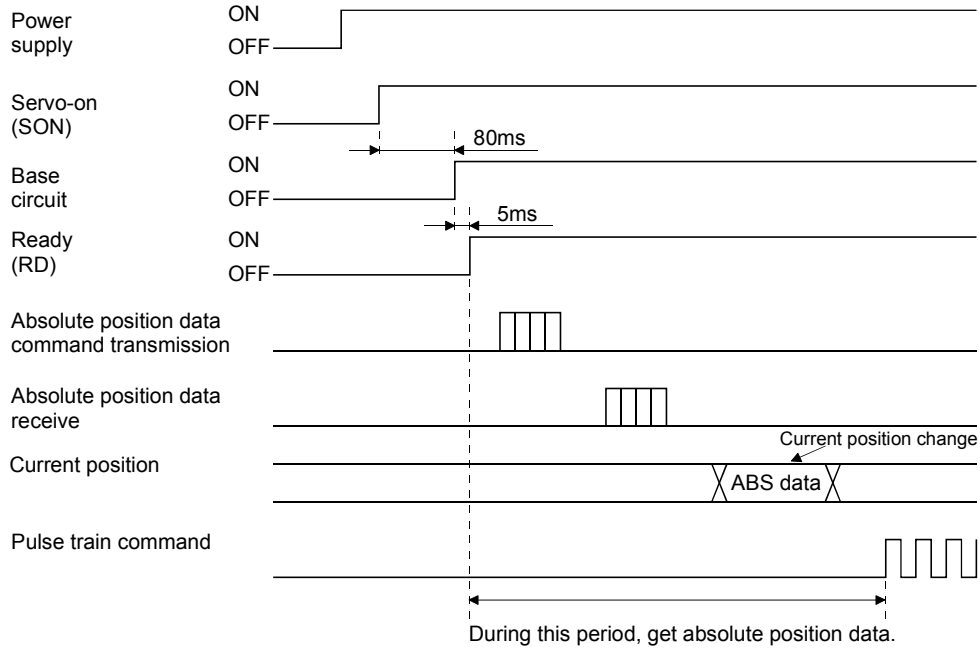 Power
supply
ON
OFF
Servo-on
(SON)
ON
OFF
80ms
Base
circuit
ON
OFF
5ms
Ready
(RD)
ON
OFF
Absolute position data
command transmission
Absolute position data
receive
Current position change
Current position
ABS data
Pulse train command
During this period, get absolute position data.